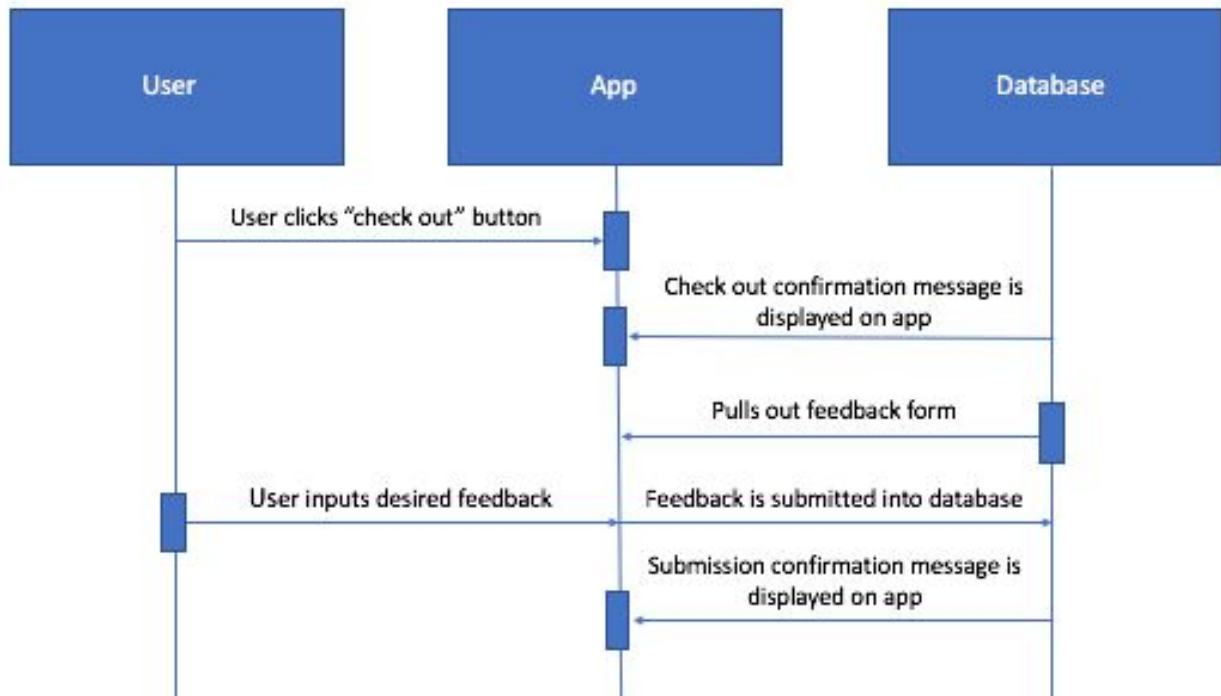 User
App
Database
User clicks “check out” button
Check out confirmation message is
displayed on app
Pulls out feedback form
User inputs desired feedback
Feedback is submitted into database
Submission confirmation message is
displayed on app